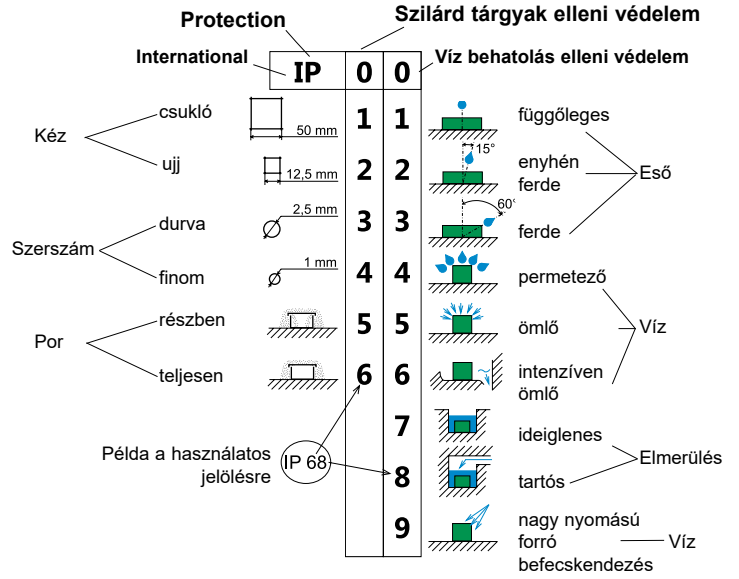 Protection
Szilárd tárgyak elleni védelem
International
IP 0 0
Víz behatolás elleni védelem
Kéz
csukló
50 mm
1 1
függőleges
ujj
12,5 mm
2 2
15°
enyhén
ferde
Eső
Szerszám
durva
2,5 mm
3 3
60°
ferde
finom
1 mm
4 4
permetező
Por
részben
5 5
ömlő
Víz
teljesen
6 6
intenzíven
ömlő
7
ideiglenes
Elmerülés
Példa a használatos
jelölésre
IP 68
8
tartós
9
nagy nyomású
forró
befecskendezés
Víz